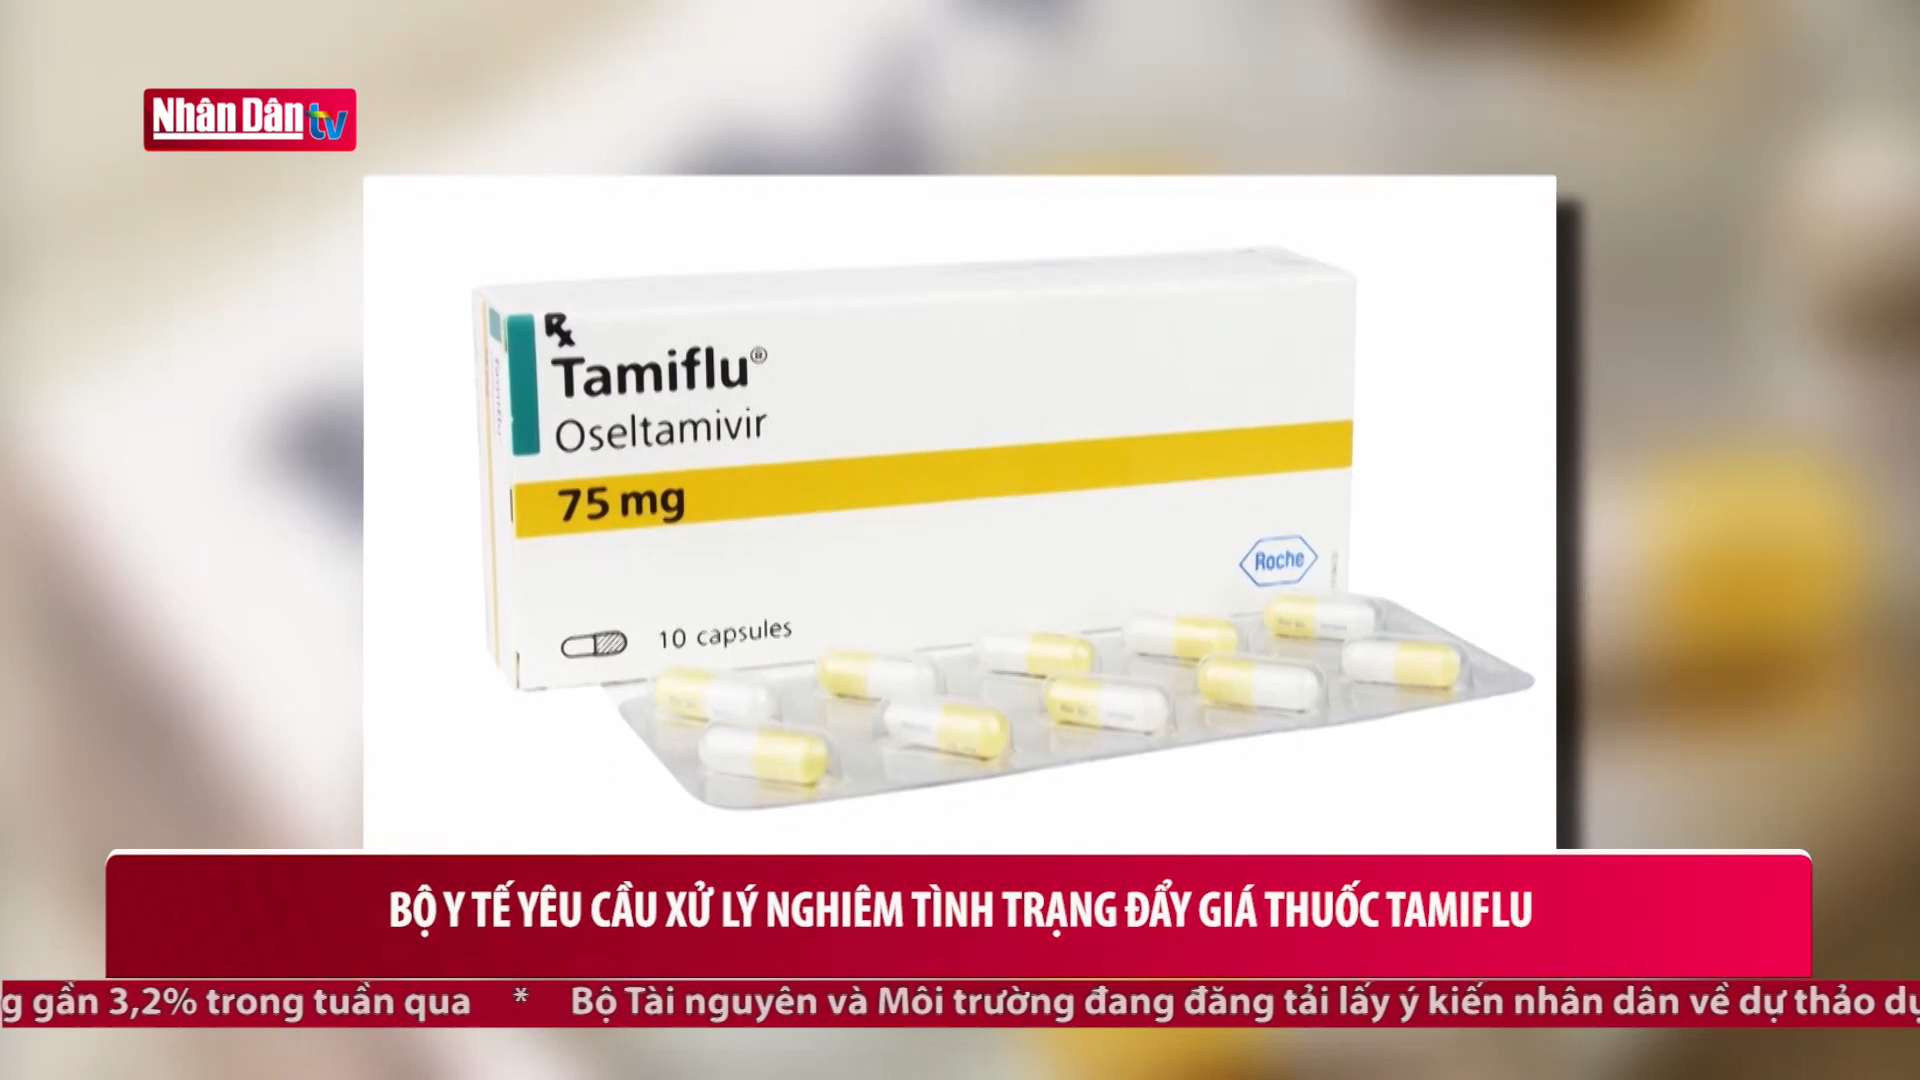 Nhân Dân tv
Rx
Tamiflu®
Oseltamivir
75 mg
Roche
10 capsules
BỘ Y TẾ YÊU CẦU XỬ LÝ NGHIÊM TÌNH TRẠNG ĐẨY GIÁ THUỐC TAMIFLU
g gần 3,2% trong tuần qua * Bộ Tài nguyên và Môi trường đang đăng tải lấy ý kiến nhân dân về dự thảo dự